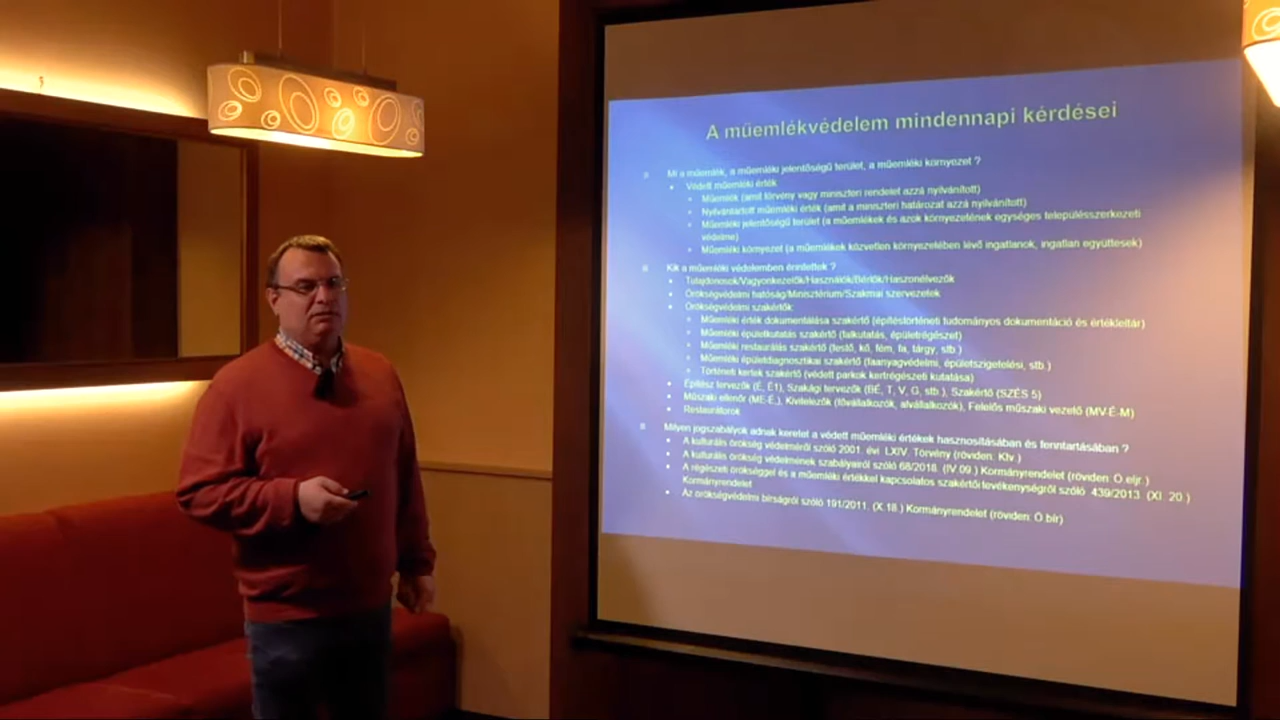 A műemlékvédelem mindennapi kérdései
Mi a műemlék, a műemléki jelentőségű terület, a műemléki környezet ?
Védett műemléki érték
Műemlék (amit törvény vagy miniszteri rendelet azzá nyilvánított)
Nyilvántartott műemléki érték (amit a miniszteri határozat azzá nyilvánított)
Műemléki jelentőségű terület (a műemlékek és azok környezetének egységes településszerkezeti
védelme)
Műemléki környezet (a műemlékek közvetlen környezetében lévő ingatlanok, ingatlan együttesek)
Kik a műemléki védelemben érintettek ?
Tulajdonosok/Vagyonkezelők/Használók/Bérlők/Haszonélvezők
Örökségvédelmi hatóság/Minisztérium/Szakmai szervezetek
Örökségvédelmi szakértők:
Műemléki érték dokumentálása szakértő (építéstörténeti tudományos dokumentáció és értékleltár)
Műemléki épületkutatás szakértő (falkutatás, épületrégészet)
Műemléki restaurálás szakértő (festő, kő, fém, fa, tárgy, stb.)
Műemléki épületdiagnosztikai szakértő (faanyagvédelmi, épületszigetelési, stb.)
Történeti kertek szakértő (védett parkok kertrégészeti kutatása)
Építész tervezők (É, É1), Szakági tervezők (BÉ, T, V, G, stb.), Szakértő (SZÉS 5)
Műszaki ellenőr (ME-É), Kivitelezők (fővállalkozók, alvállalkozók), Felelős műszaki vezető (MV-É-M)
Restaurátorok
Milyen jogszabályok adnak keretet a védett műemléki értékek hasznosításában és fenntartásában ?
A kulturális örökség védelméről szóló 2001. évi LXIV. Törvény (röviden: Ktv.)
A kulturális örökség védelmének szabályairól szóló 68/2018. (IV.09.) Kormányrendelet (röviden: Ö.eljr.)
A régészeti örökséggel és a műemléki értékkel kapcsolatos szakértői tevékenységről szóló 439/2013. (XI. 20.)
Kormányrendelet
Az örökségvédelmi bírságról szóló 191/2011. (X.18.) Kormányrendelet (röviden: Ö.bír)